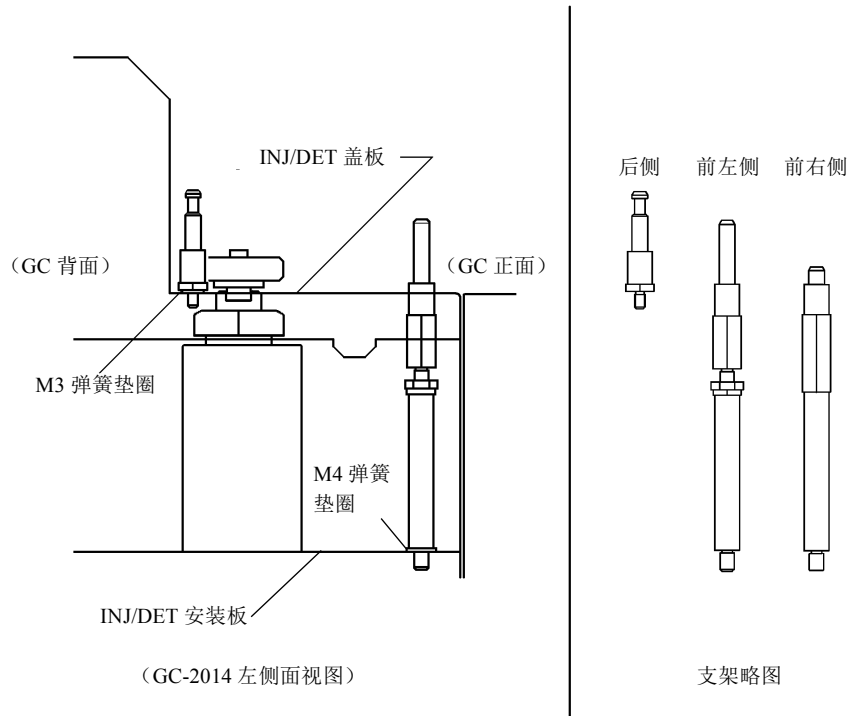 INJ/DET 盖板
（GC 背面）
（GC 正面）
M3 弹簧垫圈
M4 弹簧
垫圈
INJ/DET 安装板
（GC-2014 左侧面视图）
后侧
前左侧
前右侧
支架略图